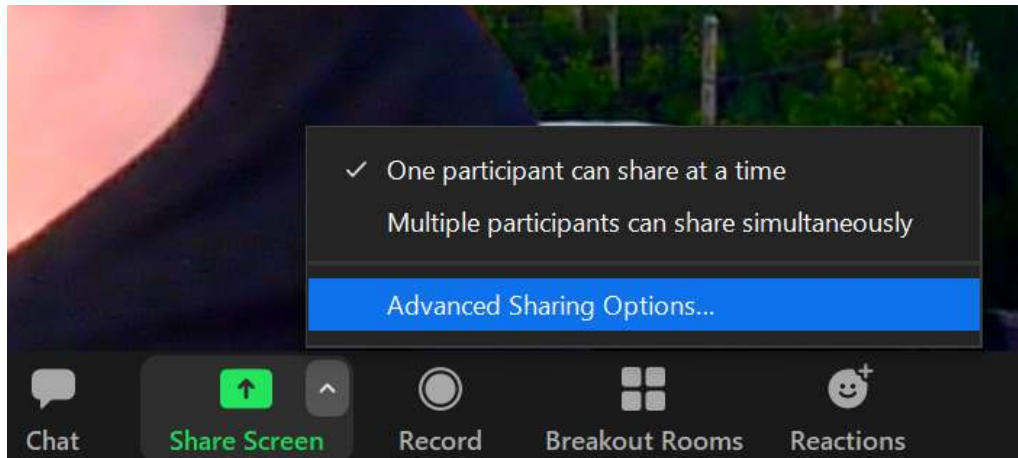 One participant can share at a time
Multiple participants can share simultaneously
Advanced Sharing Options...
Chat
Share Screen
Record
Breakout Rooms
Reactions